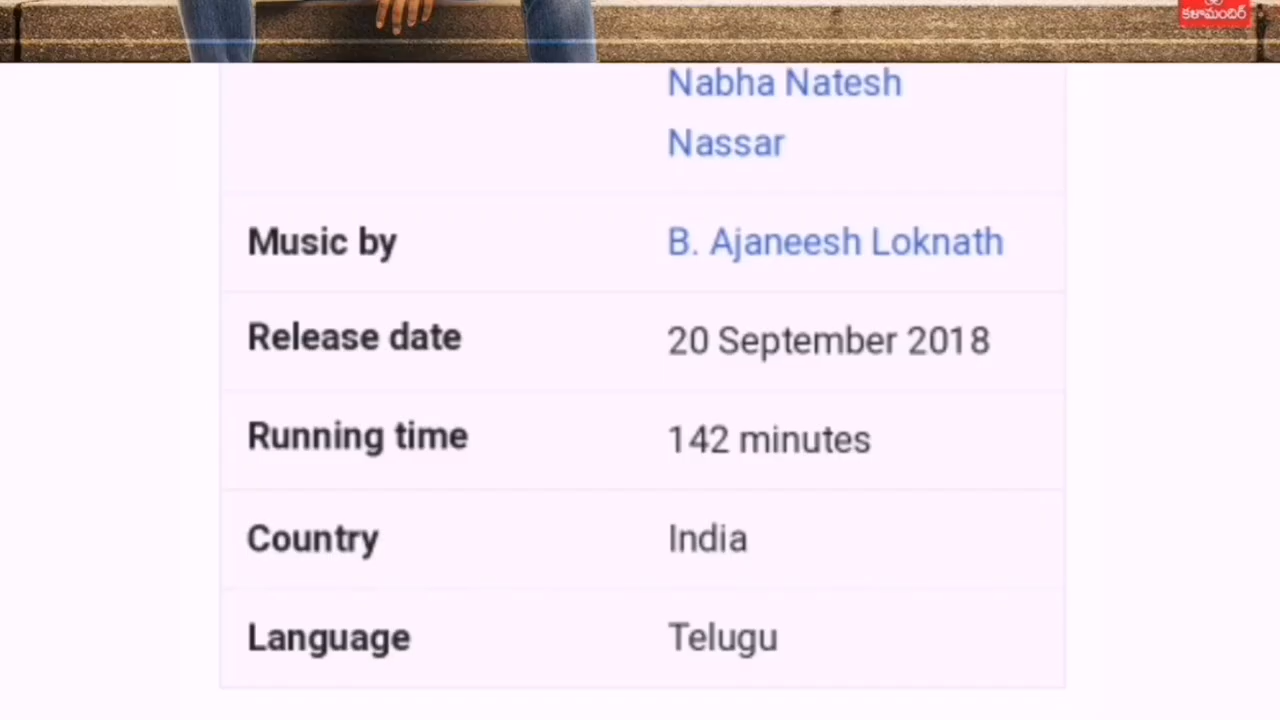 కళామందిర్
Nabha Natesh
Nassar
Music by
B. Ajaneesh Loknath
Release date
20 September 2018
Running time
142 minutes
Country
India
Language
Telugu